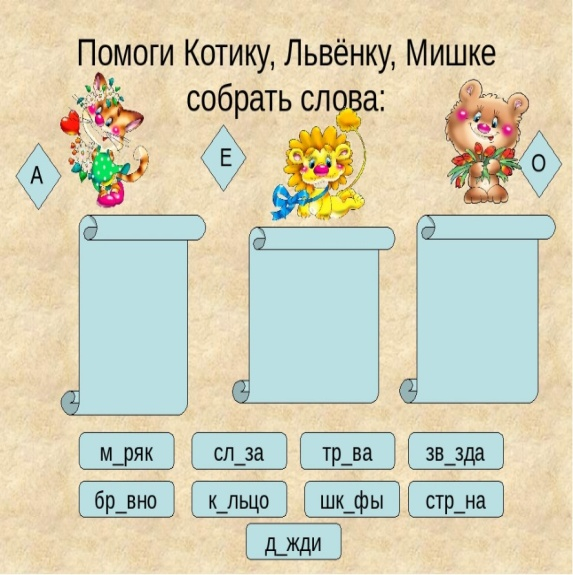 Помоги Котику, Львёнку, Мишке
собрать слова:
А
Е
О
м_ряк
сл_за
тр_ва
зв_зда
бр_вно
к_льцо
шк_фы
стр_на
д_жди